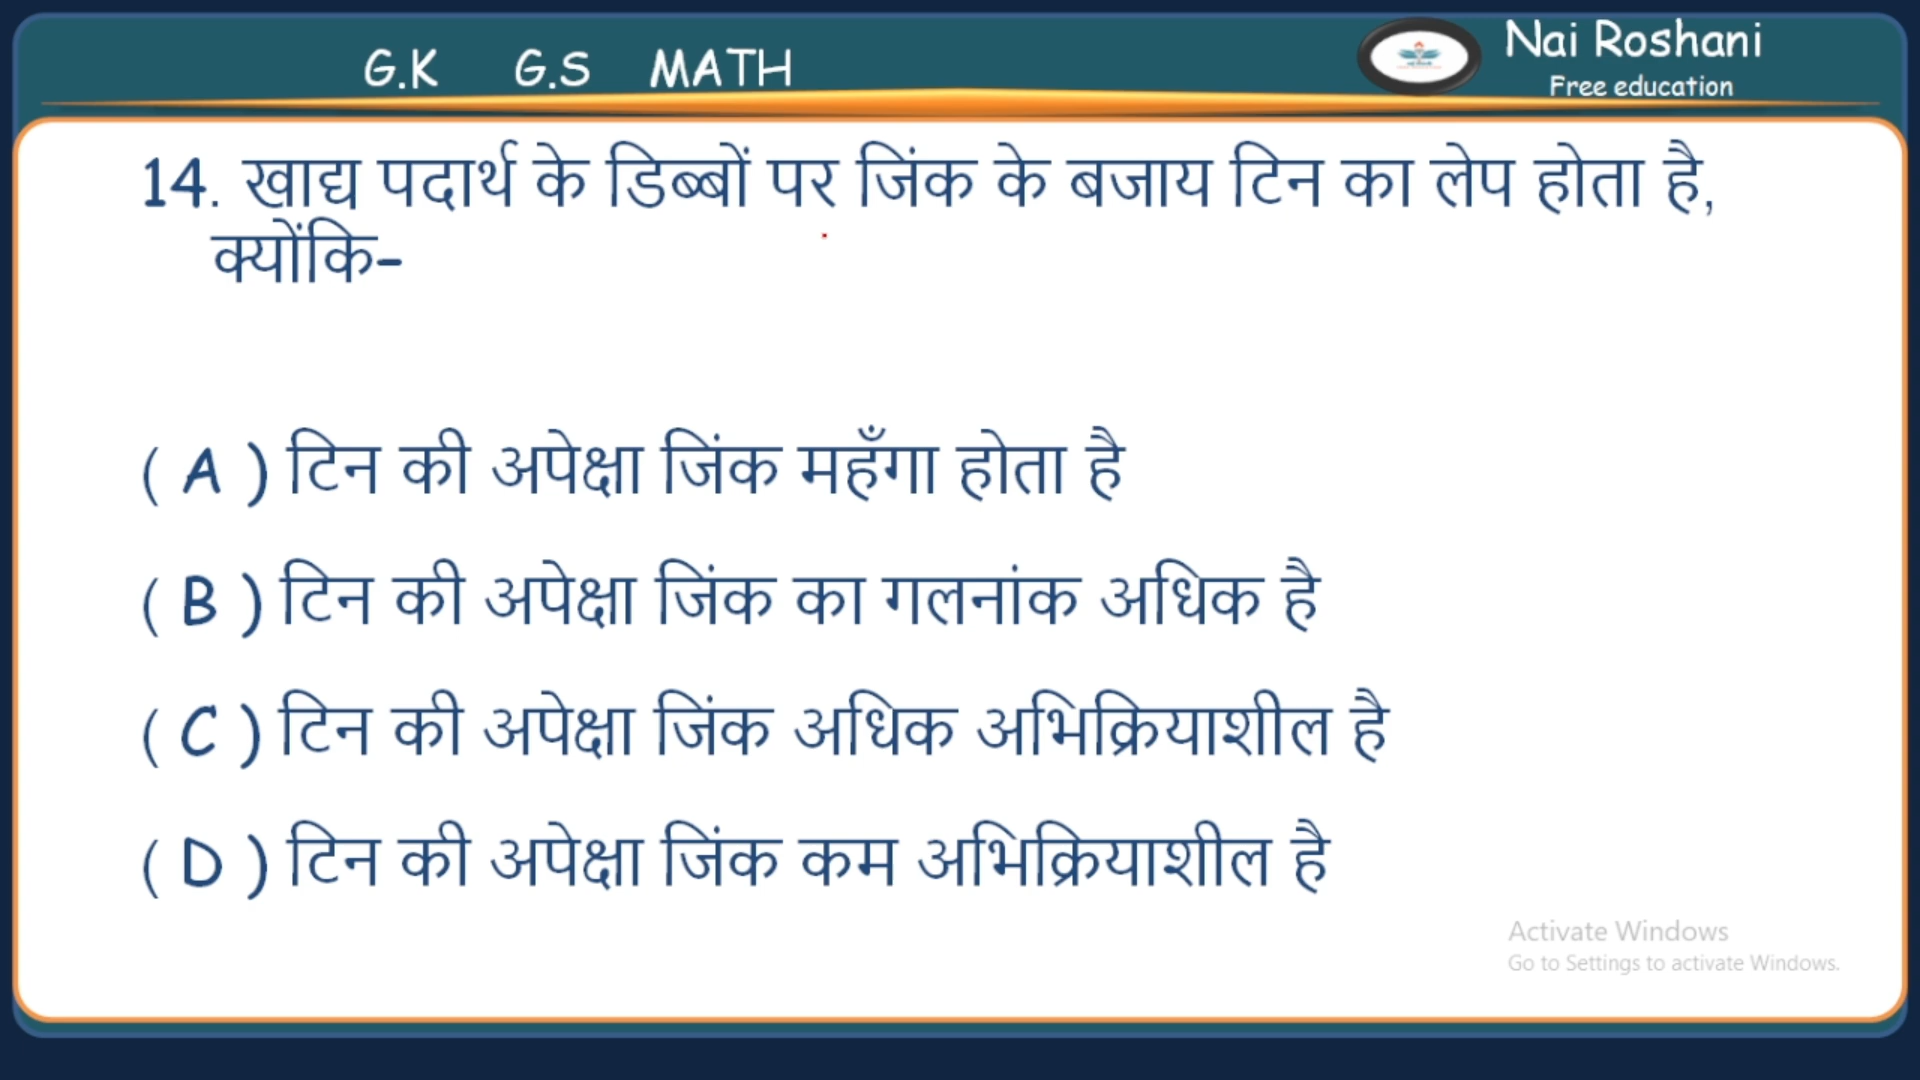 G.K G.S MATH
Nai Roshani
Free education
14. खाद्य पदार्थ के डिब्बों पर जिंक के बजाय टिन का लेप होता है,
क्योंकि-
( A ) टिन की अपेक्षा जिंक महँगा होता है
( B ) टिन की अपेक्षा जिंक का गलनांक अधिक है
( C ) टिन की अपेक्षा जिंक अधिक अभिक्रियाशील है
( D ) टिन की अपेक्षा जिंक कम अभिक्रियाशील है
Activate Windows
Go to Settings to activate Windows.